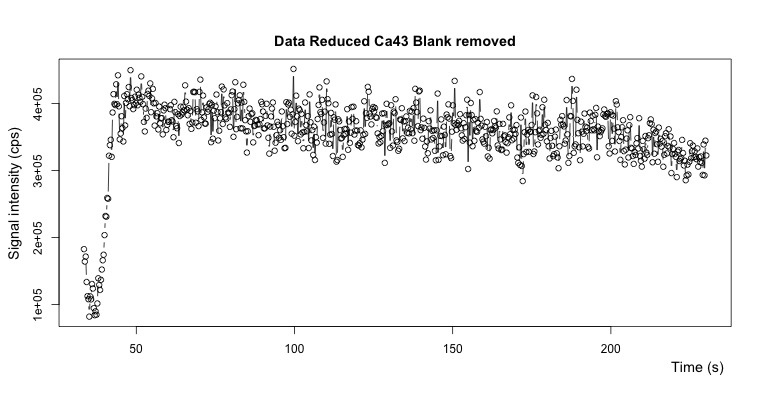 Data Reduced Ca43 Blank removed
Signal intensity (cps)
4e+05
3e+05
2e+05
1e+05
50
100
150
200
Time (s)